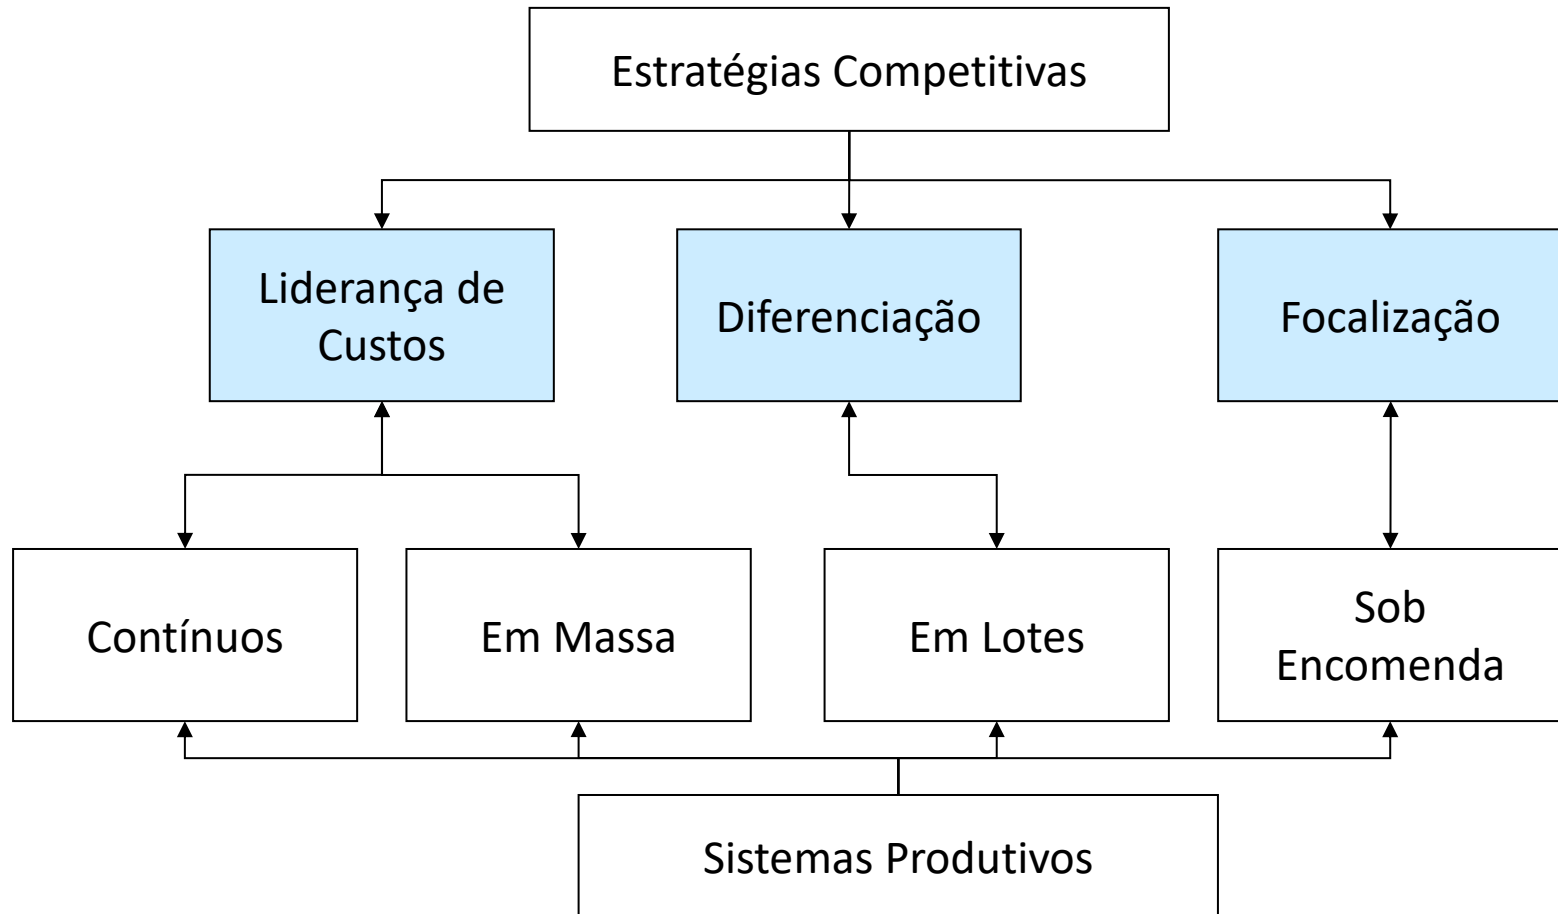 Estratégias Competitivas
Liderança de
Custos
Diferenciação
Focalização
Contínuos
Em Massa
Em Lotes
Sob
Encomenda
Sistemas Produtivos